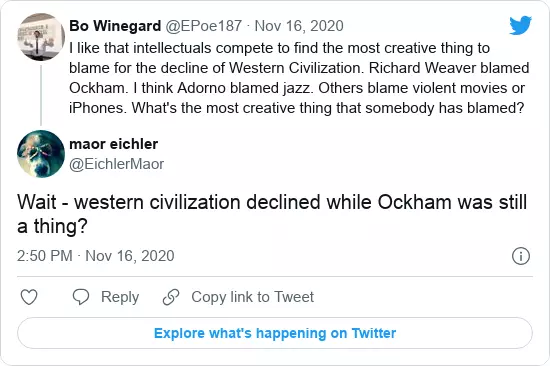 Bo Winegard @EPoe187 · Nov 16, 2020
I like that intellectuals compete to find the most creative thing to
blame for the decline of Western Civilization. Richard Weaver blamed
Ockham. I think Adorno blamed jazz. Others blame violent movies or
iPhones. What's the most creative thing that somebody has blamed?
maor eichler
@EichlerMaor
Wait - western civilization declined while Ockham was still
a thing?
2:50 PM · Nov 16, 2020
Reply
Copy link to Tweet
Explore what's happening on Twitter